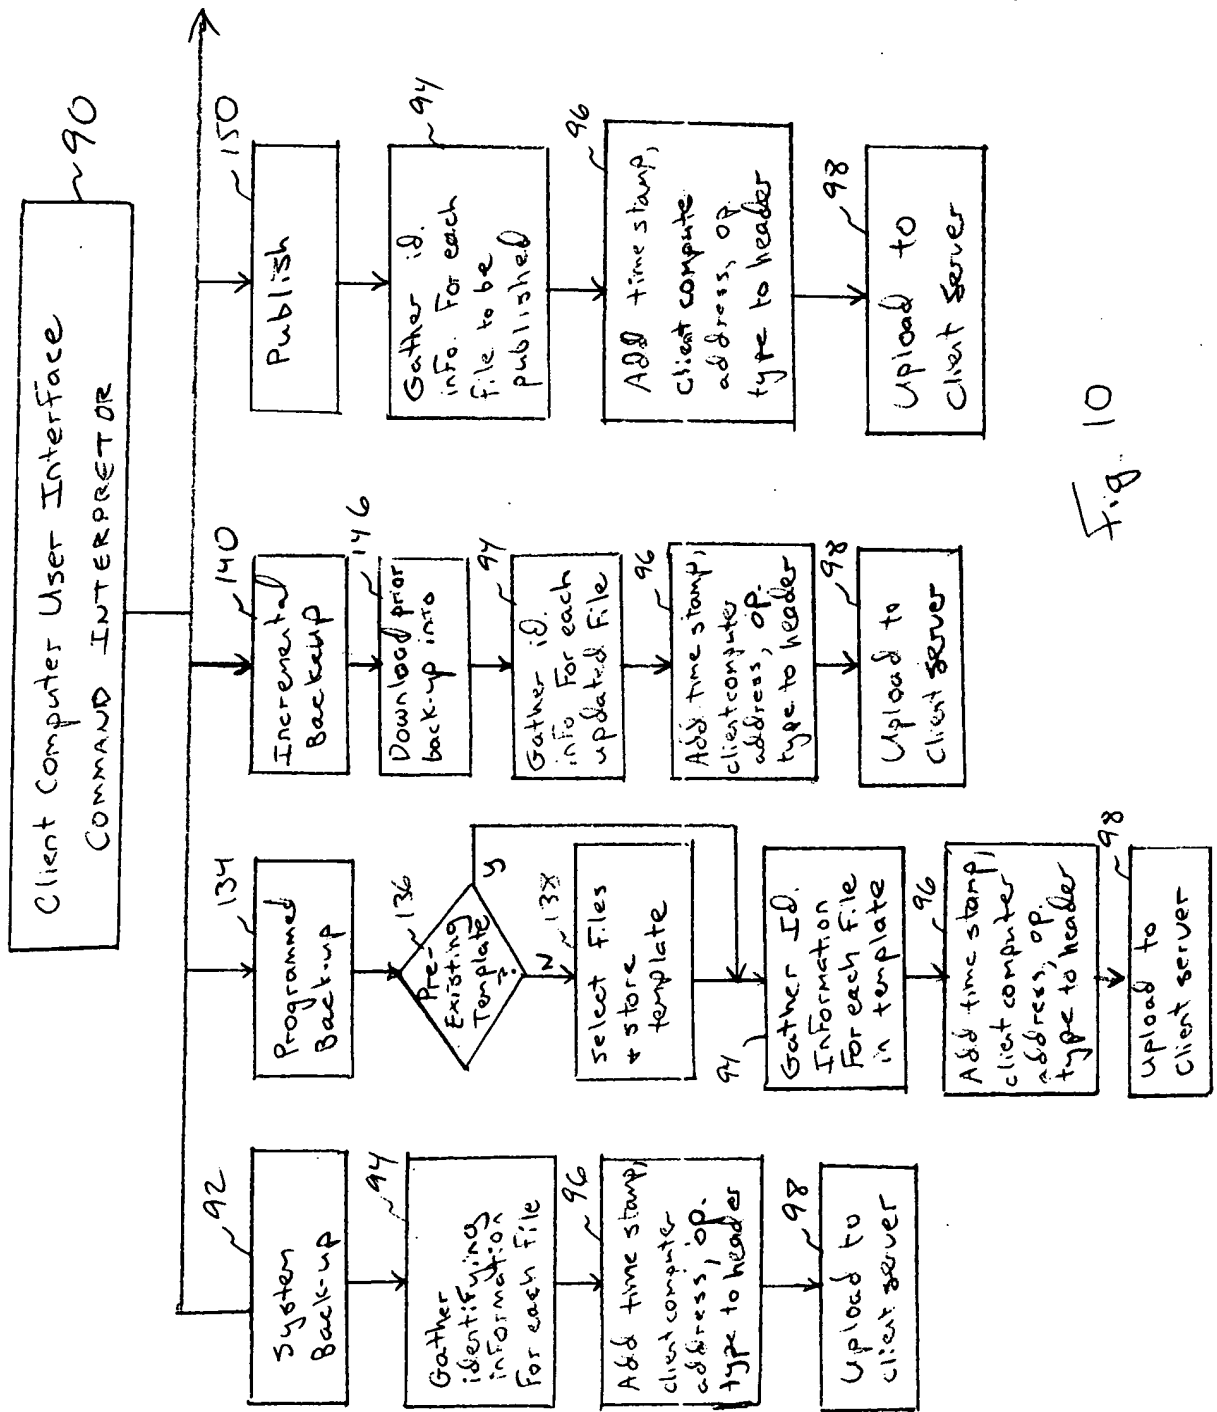 Client Computer User Interface
COMMAND INTERPRETOR
90
92
System
Back-up
94
Gather
identifying
information
For each file
96
Add time stamp,
client computer
address, op.
type to header
98
Upload to
client server
134
Programmed
Back-up
136
Pre-
Existing
Template
?
y
N
138
Select files
+ store
template
94
Gather Id.
Information
For each file
in template
96
Add time stamp,
client computer
address, op.
type to header
98
Upload to
Client server
140
Incremental
Backup
146
Download prior
back-up info
94
Gather id.
info For each
updated File
96
Add time stamp,
client computer
address, op.
type to header
98
Upload to
Client server
150
Publish
94
Gather id.
info. For each
file to be
published
96
Add time stamp,
Client compute
address, op.
type to header
98
Upload to
Client Server
Fig. 10